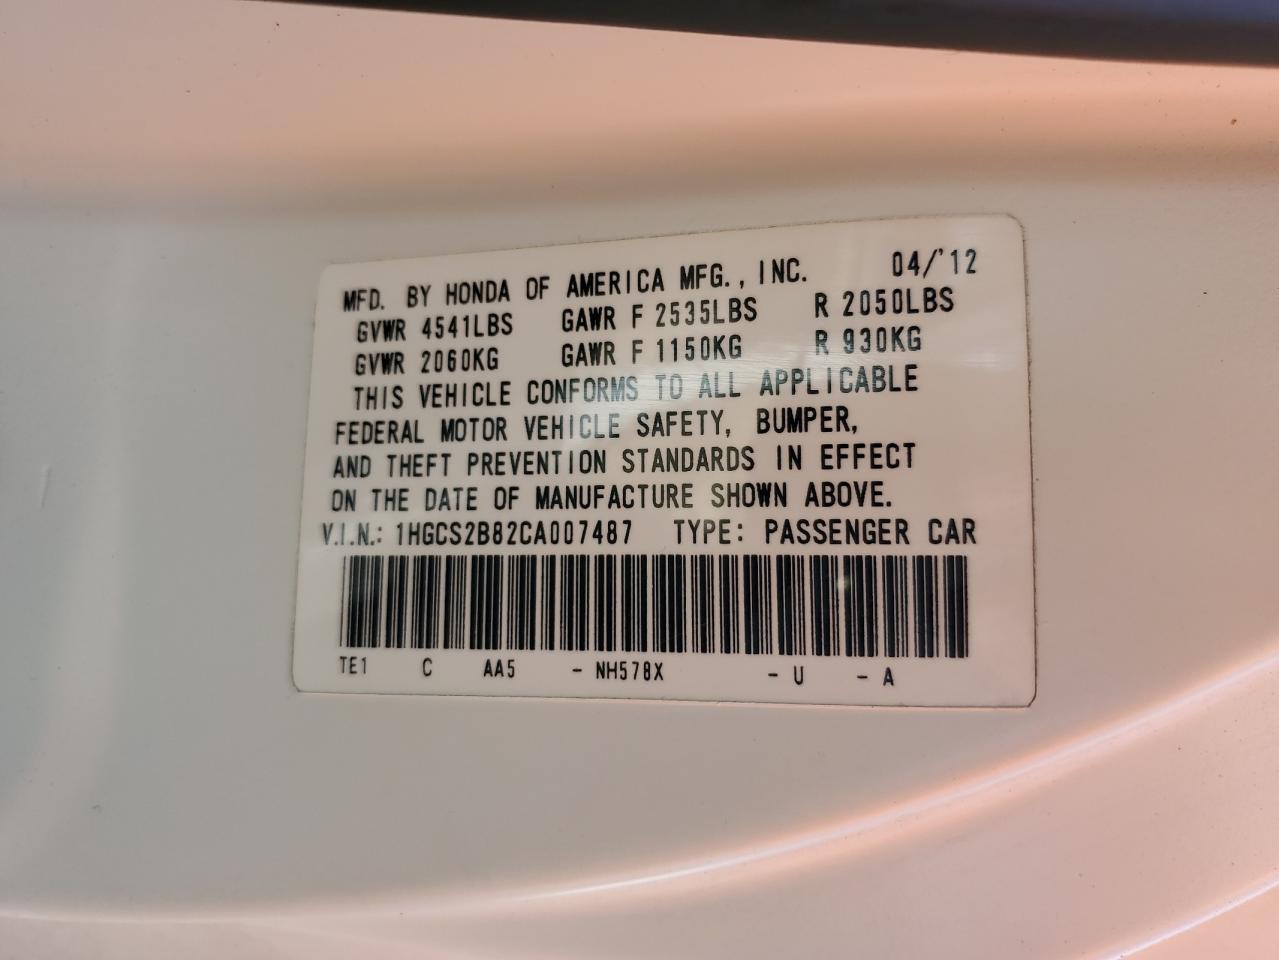 MFD. BY HONDA OF AMERICA MFG., INC. 04/'12
GVWR 4541LBS GAWR F 2535LBS R 2050LBS
GVWR 2060KG GAWR F 1150KG R 930KG
THIS VEHICLE CONFORMS TO ALL APPLICABLE
FEDERAL MOTOR VEHICLE SAFETY, BUMPER,
AND THEFT PREVENTION STANDARDS IN EFFECT
ON THE DATE OF MANUFACTURE SHOWN ABOVE.
V.I.N.: 1HGCS2B82CA007487 TYPE: PASSENGER CAR
TE1 C AA5 - NH578X - U - A